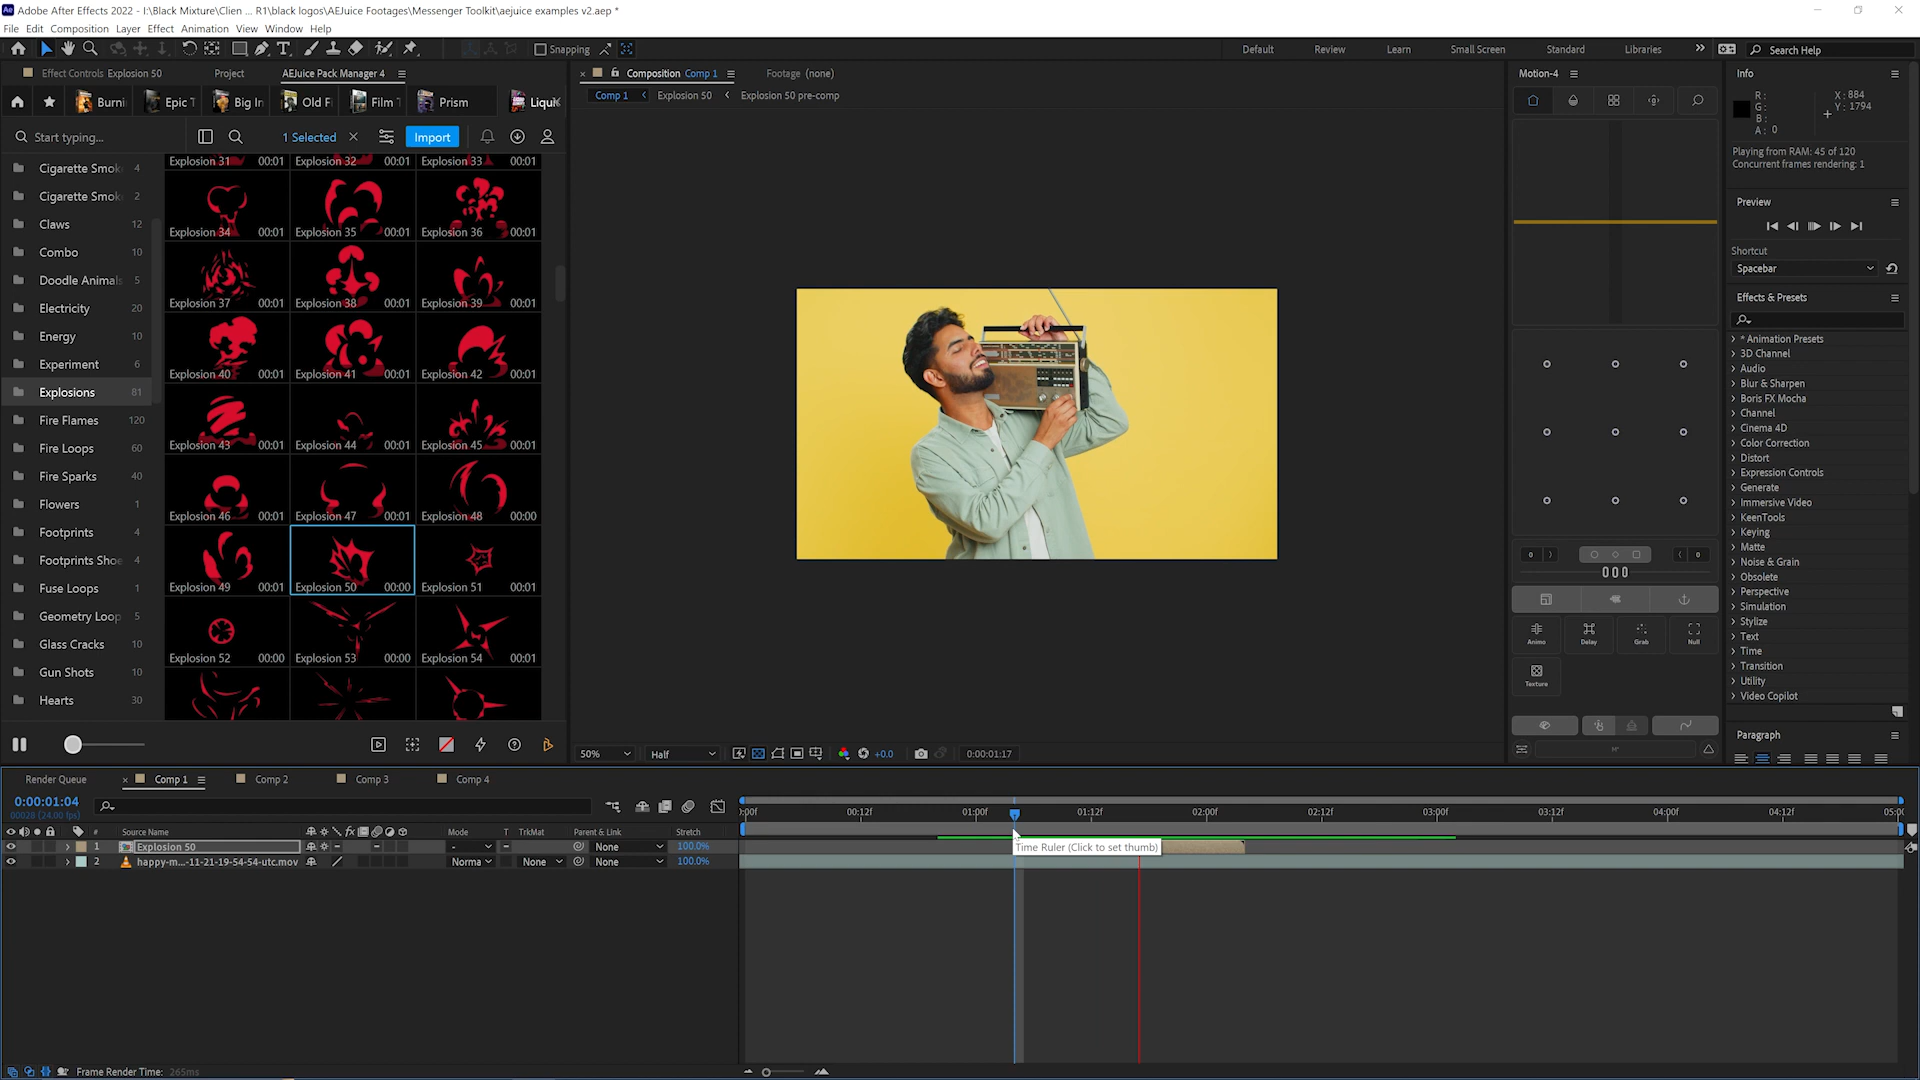 Adobe After Effects 2022 - I:\Black Mixture\Clien ... R1\black logos\AEJuice Footages\Messenger Toolkit\aejuice examples v2.aep *
File Edit Composition Layer Effect Animation View Window Help
Snapping Default Review Learn Small Screen Standard Libraries Search Help
Effect Controls Explosion 50 Project AEJuice Pack Manager 4
Composition Comp 1 Footage (none) Motion-4 Info
Burni Epic T Big In Old Fi Film T Prism Liqui
Comp 1 Explosion 50 Explosion 50 pre-comp
R:
G:
B:
A: 0
X: 884
Y: 1794
Start typing... 1 Selected Import
Playing from RAM: 45 of 120
Concurrent frames rendering: 1
Preview
Shortcut
Spacebar
Effects & Presets
* Animation Presets
3D Channel
Audio
Blur & Sharpen
Boris FX Mocha
Channel
Cinema 4D
Color Correction
Distort
Expression Controls
Generate
Immersive Video
KeenTools
Keying
Matte
Noise & Grain
Obsolete
Perspective
Simulation
Stylize
Text
Time
Transition
Utility
Video Copilot
Paragraph
Cigarette Smok 4
Cigarette Smok 2
Claws 12
Combo 10
Doodle Animals 5
Electricity 20
Energy 10
Experiment 6
Explosions 81
Fire Flames 120
Fire Loops 60
Fire Sparks 40
Flowers 1
Footprints 4
Footprints Shoe 4
Fuse Loops 1
Geometry Loop 5
Glass Cracks 10
Gun Shots 10
Hearts 30
Explosion 31 00:01 Explosion 32 00:01 Explosion 33 00:01
Explosion 34 00:01 Explosion 35 00:01 Explosion 36 00:01
Explosion 37 00:01 Explosion 38 00:01 Explosion 39 00:01
Explosion 40 00:01 Explosion 41 00:01 Explosion 42 00:01
Explosion 43 00:01 Explosion 44 00:01 Explosion 45 00:01
Explosion 46 00:01 Explosion 47 00:01 Explosion 48 00:00
Explosion 49 00:01 Explosion 50 00:00 Explosion 51 00:01
Explosion 52 00:00 Explosion 53 00:00 Explosion 54 00:01
0 0
Animo Delay Grab Null
Texture
50% Half +0.0 0:00:01:17
Render Queue Comp 1 Comp 2 Comp 3 Comp 4
0:00:01:04
00028 (24.00 fps)
00f 00:12f 01:00f 01:12f 02:00f 02:12f 03:00f 03:12f 04:00f 04:12f 05:0
# Source Name Mode T TrkMat Parent & Link Stretch
1 Explosion 50 - None 100.0%
2 happy-m...-11-21-19-54-54-utc.mov Norma None None 100.0%
Time Ruler (Click to set thumb)
Frame Render Time: 265ms